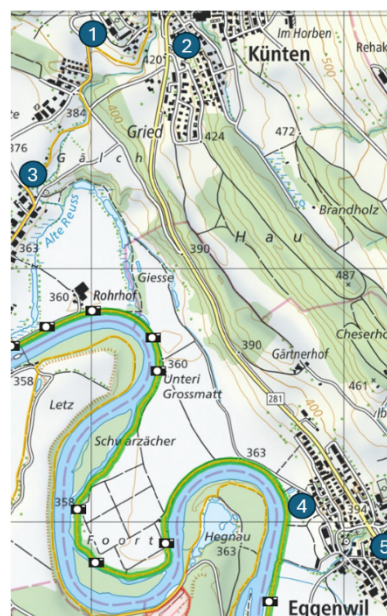 1
2
Im Horben
Künten
Rehak
420
500
384
400
Gried
424
472
376
Gälch
3
Brandholz
Alte Reuss
Hau
363
390
Giesse
487
360
Rohrhof
Cheserho
390
Gärtnerhof
360
Unteri
Grossmatt
358
461
Letz
281
400
Schwarzächer
363
358
4
394
Foort
Hegnau
363
5
Eggenwil